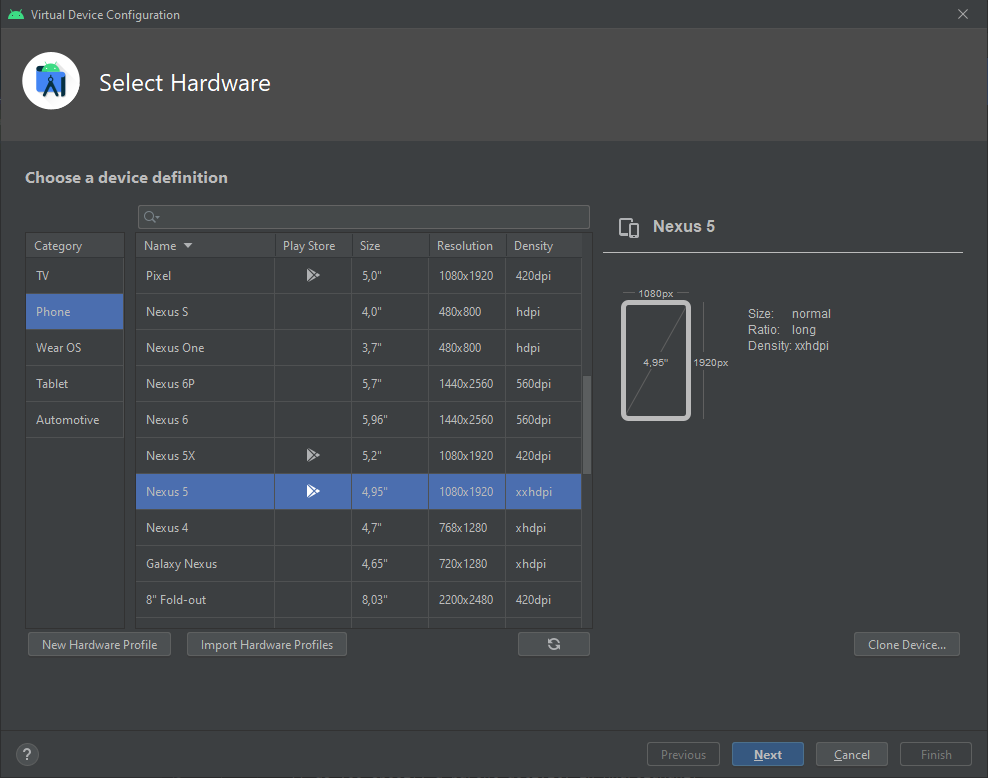 Virtual Device Configuration
Select Hardware
Choose a device definition
Category
TV
Phone
Wear OS
Tablet
Automotive
Name Play Store Size Resolution Density
Pixel 5,0" 1080x1920 420dpi
Nexus S 4,0" 480x800 hdpi
Nexus One 3,7" 480x800 hdpi
Nexus 6P 5,7" 1440x2560 560dpi
Nexus 6 5,96" 1440x2560 560dpi
Nexus 5X 5,2" 1080x1920 420dpi
Nexus 5 4,95" 1080x1920 xxhdpi
Nexus 4 4,7" 768x1280 xhdpi
Galaxy Nexus 4,65" 720x1280 xhdpi
8" Fold-out 8,03" 2200x2480 420dpi
Nexus 5
1080px
4,95"
1920px
Size: normal
Ratio: long
Density: xxhdpi
New Hardware Profile
Import Hardware Profiles
Clone Device...
?
Previous
Next
Cancel
Finish